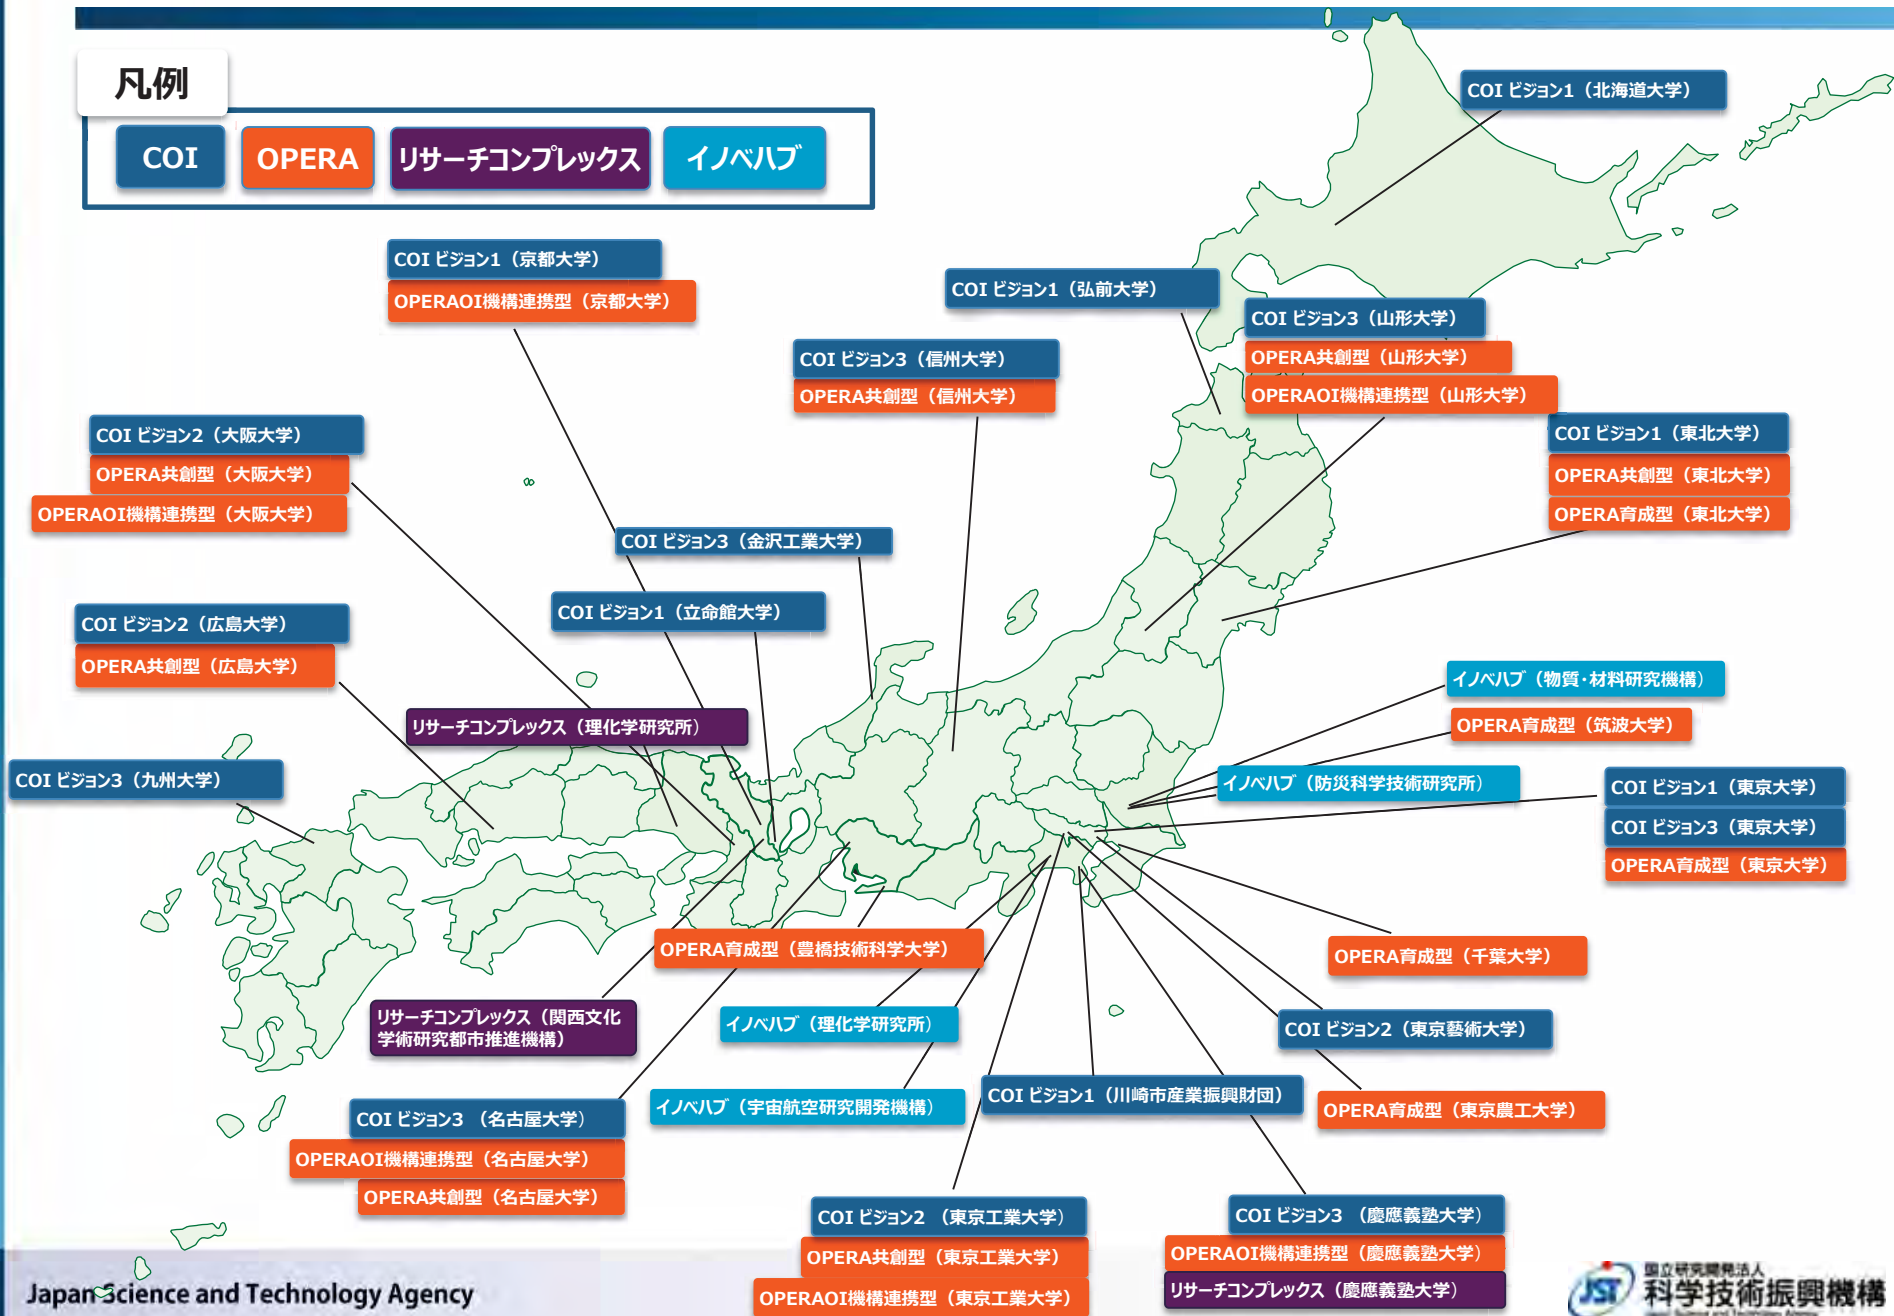 凡例
COI
OPERA
リサーチコンプレックス
イノベハブ
COI ビジョン1（北海道大学）
COI ビジョン1（京都大学）
OPERAOI機構連携型（京都大学）
COI ビジョン1（弘前大学）
COI ビジョン3（山形大学）
OPERA共創型（山形大学）
OPERAOI機構連携型（山形大学）
COI ビジョン3（信州大学）
OPERA共創型（信州大学）
COI ビジョン2（大阪大学）
OPERA共創型（大阪大学）
OPERAOI機構連携型（大阪大学）
COI ビジョン1（東北大学）
OPERA共創型（東北大学）
OPERA育成型（東北大学）
COI ビジョン3（金沢工業大学）
COI ビジョン1（立命館大学）
COI ビジョン2（広島大学）
OPERA共創型（広島大学）
リサーチコンプレックス（理化学研究所）
イノベハブ（物質・材料研究機構）
OPERA育成型（筑波大学）
イノベハブ（防災科学技術研究所）
COI ビジョン3（九州大学）
COI ビジョン1（東京大学）
COI ビジョン3（東京大学）
OPERA育成型（東京大学）
OPERA育成型（豊橋技術科学大学）
OPERA育成型（千葉大学）
リサーチコンプレックス（関西文化
学術研究都市推進機構）
イノベハブ（理化学研究所）
COI ビジョン2（東京藝術大学）
イノベハブ（宇宙航空研究開発機構）
COI ビジョン1（川崎市産業振興財団）
OPERA育成型（東京農工大学）
COI ビジョン3 （名古屋大学）
OPERAOI機構連携型（名古屋大学）
OPERA共創型（名古屋大学）
COI ビジョン2 （東京工業大学）
OPERA共創型（東京工業大学）
OPERAOI機構連携型（東京工業大学）
COI ビジョン3 （慶應義塾大学）
OPERAOI機構連携型（慶應義塾大学）
リサーチコンプレックス（慶應義塾大学）
Japan Science and Technology Agency
JST
国立研究開発法人
科学技術振興機構